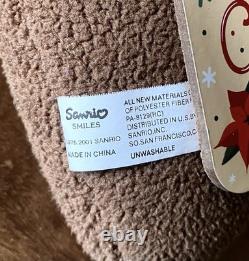 Sanrio
SMILES
1976, 2001 SANRIO
MADE IN CHINA
ALL NEW MATERIALS
OF POLYESTER FIBER
PA-8129(RC)
DISTRIBUTED IN U.S. BY
SANRIO, INC.
SO. SAN FRANCISCO, C
UNWASHABLE